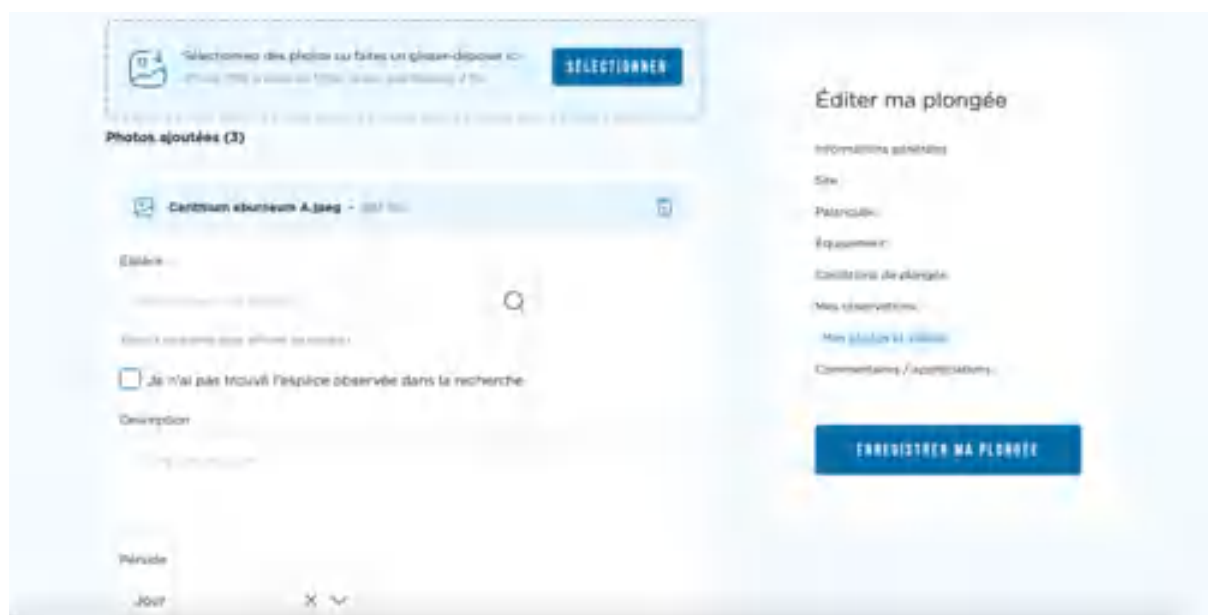 Sélectionnez des photos ou faites un glisser-déposer ici
SÉLECTIONNER
Photos ajoutées (3)
Cerithium eburneum A.jpeg -
Espèce
Je n'ai pas trouvé l'espèce observée dans la recherche
Description
Période
Jour
Éditer ma plongée
Informations générales
Site
Palanquée
Équipement
Conditions de plongée
Mes observations
Mes photos et vidéos
Commentaires / appréciations
ENREGISTRER MA PLONGÉE